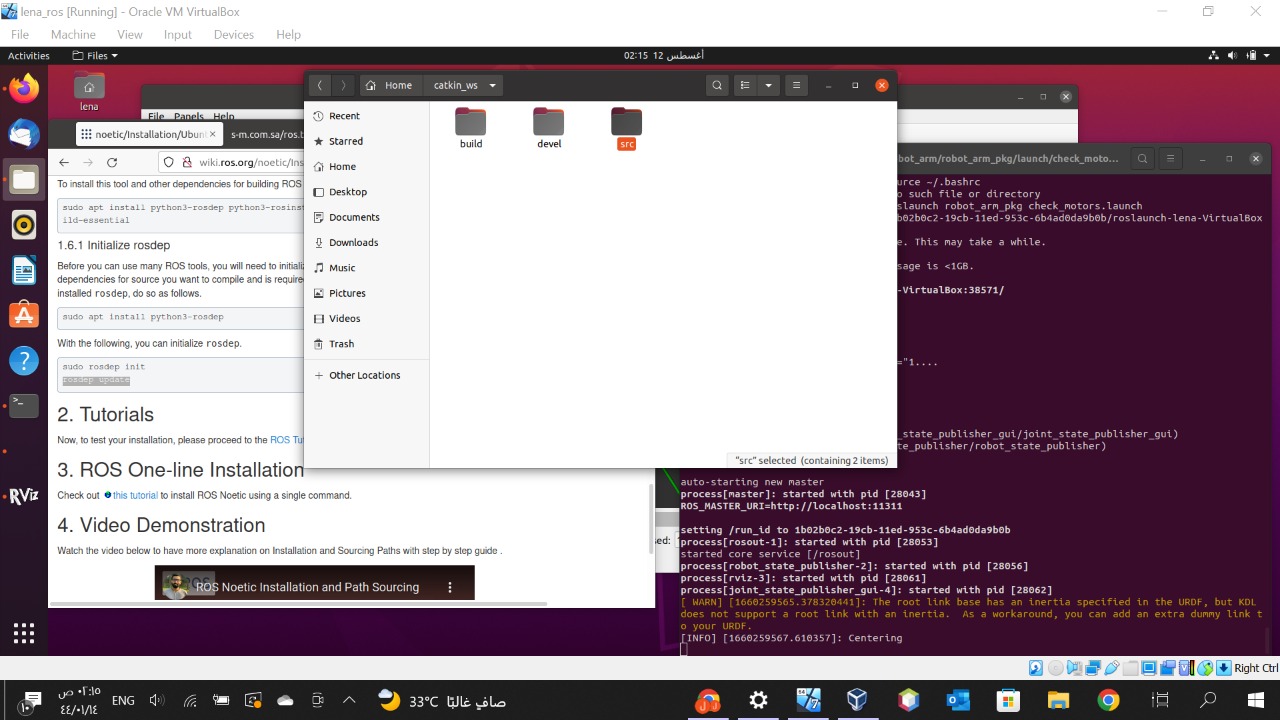 lena_ros [Running] - Oracle VM VirtualBox
File Machine View Input Devices Help
Activities Files 02:15 12 أغسطس
lena
File Panels Help
Home catkin_ws
Recent
Starred
Home
Desktop
Documents
Downloads
Music
Pictures
Videos
Trash
Other Locations
build devel src
"src" selected (containing 2 items)
noetic/Installation/Ubunt s-m.com.sa/ros.
wiki.ros.org/noetic/Ins
To install this tool and other dependencies for building ROS
sudo apt install python3-rosdep python3-rosinst
ild-essential
1.6.1 Initialize rosdep
Before you can use many ROS tools, you will need to initializ
dependencies for source you want to compile and is require
installed rosdep, do so as follows.
sudo apt install python3-rosdep
With the following, you can initialize rosdep.
sudo rosdep init
rosdep update
2. Tutorials
Now, to test your installation, please proceed to the ROS Tut
3. ROS One-line Installation
Check out this tutorial to install ROS Noetic using a single command.
4. Video Demonstration
Watch the video below to have more explanation on Installation and Sourcing Paths with step by step guide .
ROS Noetic Installation and Path Sourcing
bot_arm/robot_arm_pkg/launch/check_moto...
urce ~/.bashrc
o such file or directory
slaunch robot_arm_pkg check_motors.launch
b02b0c2-19cb-11ed-953c-6b4ad0da9b0b/roslaunch-lena-VirtualBox
e. This may take a while.
sage is <1GB.
-VirtualBox:38571/
="1....
_state_publisher_gui/joint_state_publisher_gui)
te_publisher/robot_state_publisher)
auto-starting new master
process[master]: started with pid [28043]
ROS_MASTER_URI=http://localhost:11311
setting /run_id to 1b02b0c2-19cb-11ed-953c-6b4ad0da9b0b
process[rosout-1]: started with pid [28053]
started core service [/rosout]
process[robot_state_publisher-2]: started with pid [28056]
process[rviz-3]: started with pid [28061]
process[joint_state_publisher_gui-4]: started with pid [28062]
[ WARN] [1660259565.378320441]: The root link base has an inertia specified in the URDF, but KDL
does not support a root link with an inertia.  As a workaround, you can add an extra dummy link t
o your URDF.
[INFO] [1660259567.610357]: Centering
sed:
RViz
Right Ctrl
٠٢:١٥ ص
٤٤/٠١/١٤
ENG
33°C صافٍ غالبًا